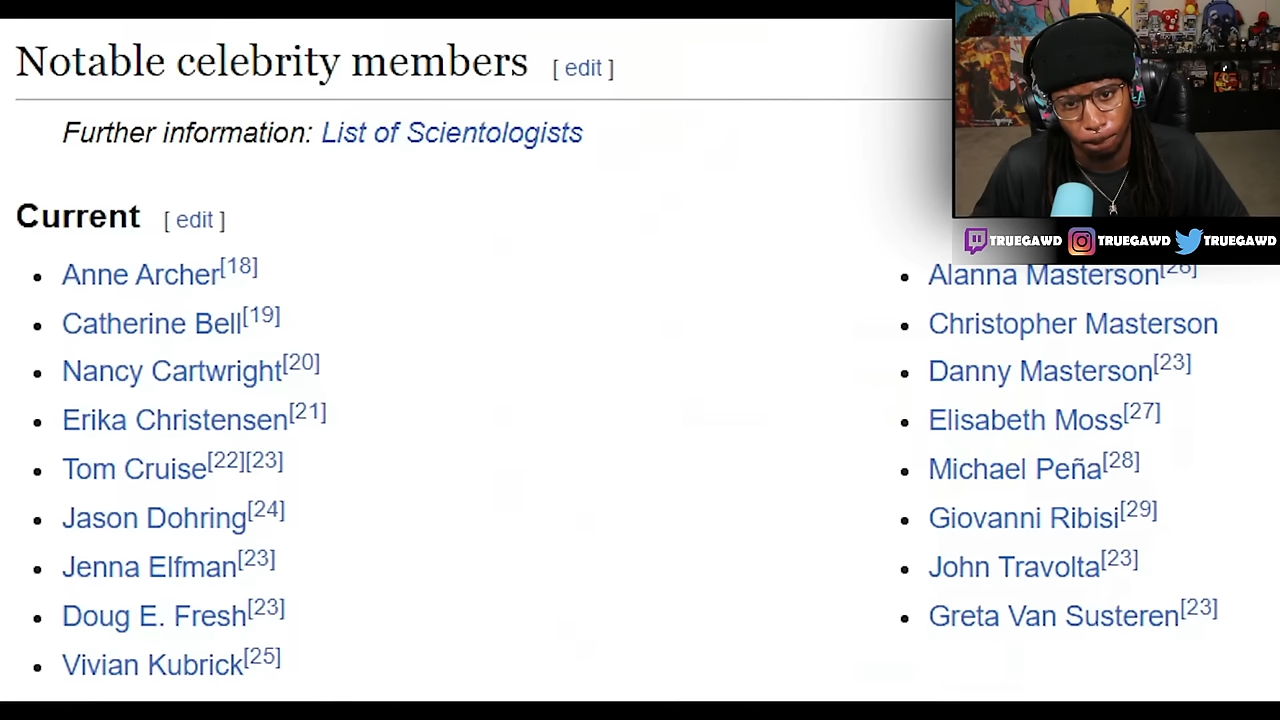 Notable celebrity members [ edit ]
Further information: List of Scientologists
Current [ edit ]
Anne Archer[18]
Catherine Bell[19]
Nancy Cartwright[20]
Erika Christensen[21]
Tom Cruise[22][23]
Jason Dohring[24]
Jenna Elfman[23]
Doug E. Fresh[23]
Vivian Kubrick[25]
TRUEGAWD TRUEGAWD TRUEGAWD
Alanna Masterson[26]
Christopher Masterson
Danny Masterson[23]
Elisabeth Moss[27]
Michael Peña[28]
Giovanni Ribisi[29]
John Travolta[23]
Greta Van Susteren[23]